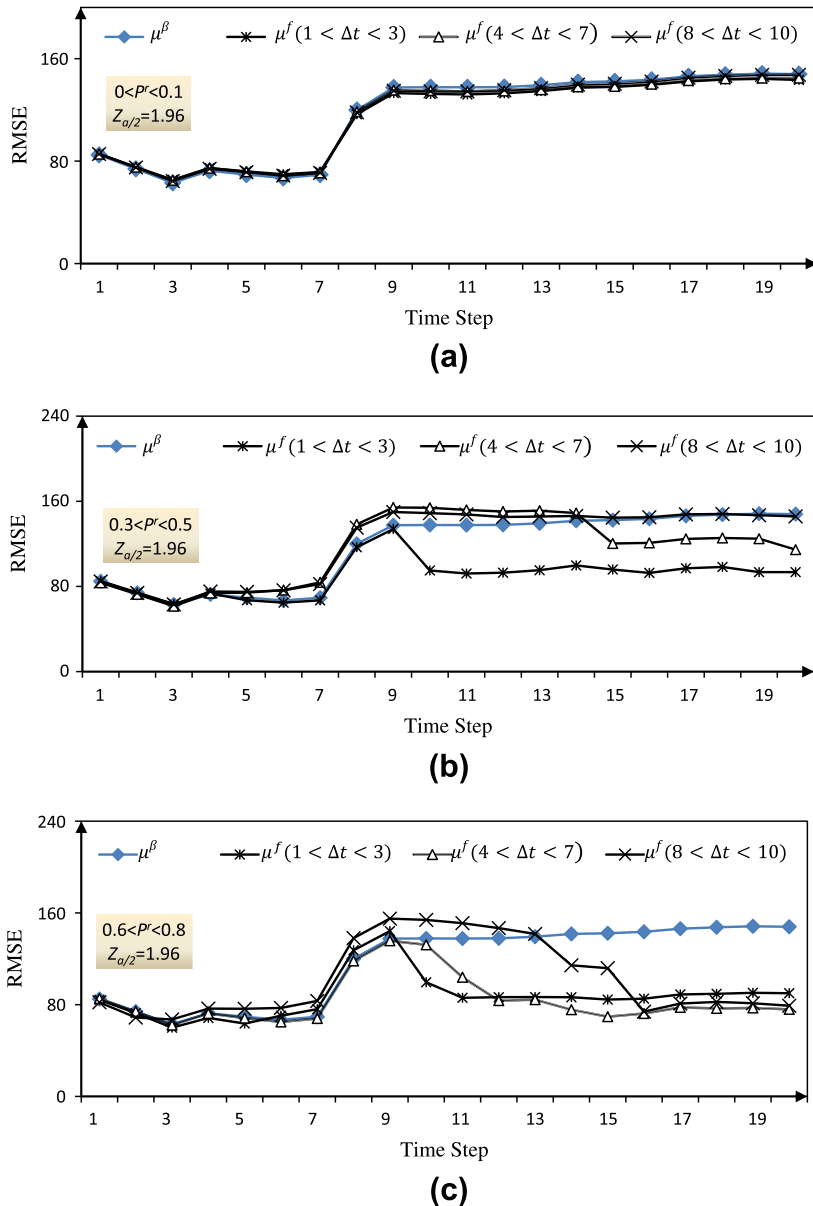 μ^β μ^f(1 < Δt < 3) μ^f(4 < Δt < 7) μ^f(8 < Δt < 10)
160
0<P^r<0.1
Z_{a/2}=1.96
RMSE
80
0
1 3 5 7 9 11 13 15 17 19
Time Step
(a)
240
μ^β μ^f(1 < Δt < 3) μ^f(4 < Δt < 7) μ^f(8 < Δt < 10)
160
0.3<P^r<0.5
Z_{a/2}=1.96
RMSE
80
0
1 3 5 7 9 11 13 15 17 19
Time Step
(b)
240
μ^β μ^f(1 < Δt < 3) μ^f(4 < Δt < 7) μ^f(8 < Δt < 10)
160
0.6<P^r<0.8
Z_{a/2}=1.96
RMSE
80
0
1 3 5 7 9 11 13 15 17 19
Time Step
(c)